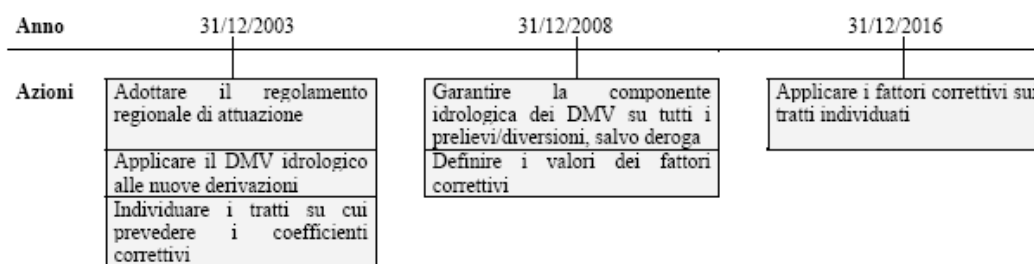 Anno 31/12/2003 31/12/2008 31/12/2016
Azioni
Adottare il regolamento
regionale di attuazione
Applicare il DMV idrologico
alle nuove derivazioni
Individuare i tratti su cui
prevedere i coefficienti
correttivi
Garantire la componente
idrologica dei DMV su tutti i
prelievi/diversioni, salvo deroga
Definire i valori dei fattori
correttivi
Applicare i fattori correttivi sui
tratti individuati